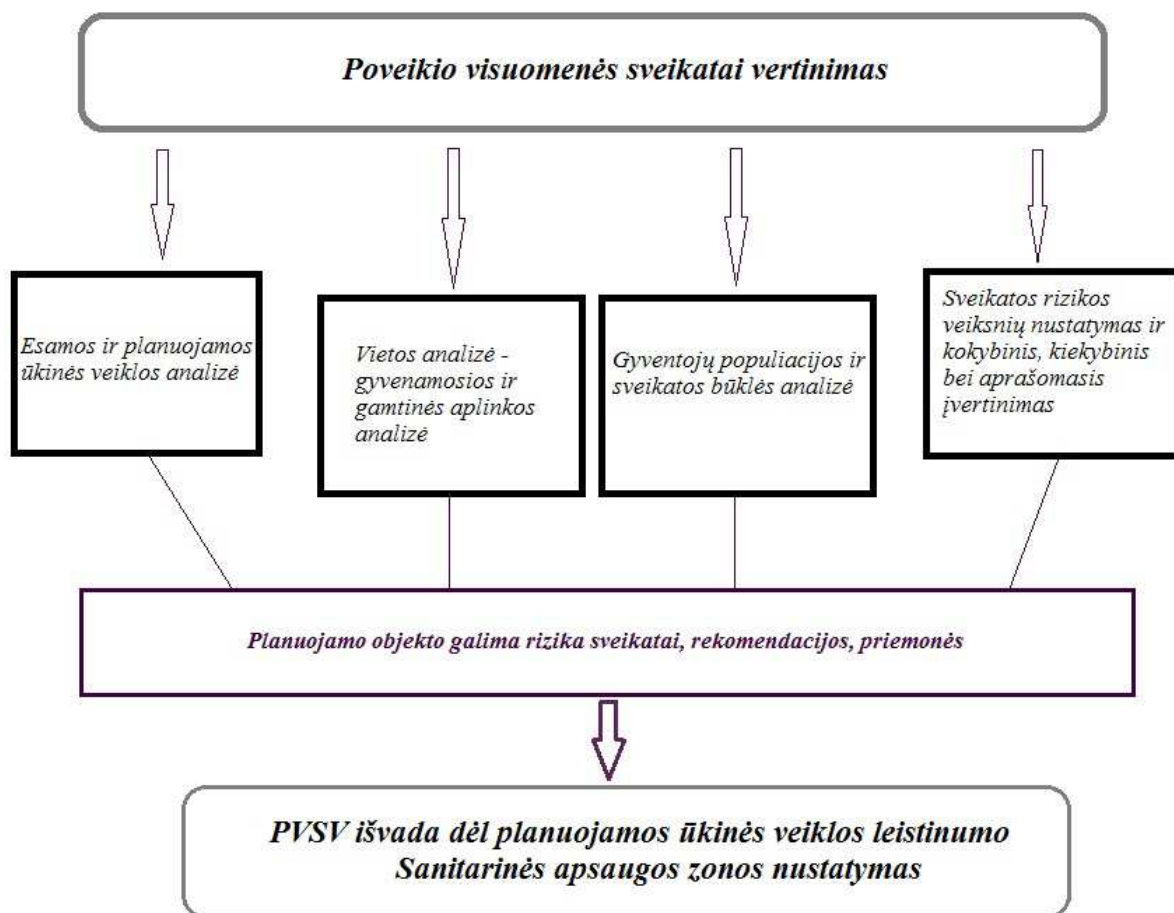 Poveikio visuomenės sveikatai vertinimas
Esamos ir planuojamos
ūkinės veiklos analizė
Vietos analizė -
gyvenamosios ir
gamtinės aplinkos
analizė
Gyventojų populiacijos ir
sveikatos būklės analizė
Sveikatos rizikos
veiksnių nustatymas ir
kokybinis, kiekybinis
bei aprašomasis
įvertinimas
Planuojamo objekto galima rizika sveikatai, rekomendacijos, priemonės
PVSV išvada dėl planuojamos ūkinės veiklos leistinumo
Sanitarinės apsaugos zonos nustatymas